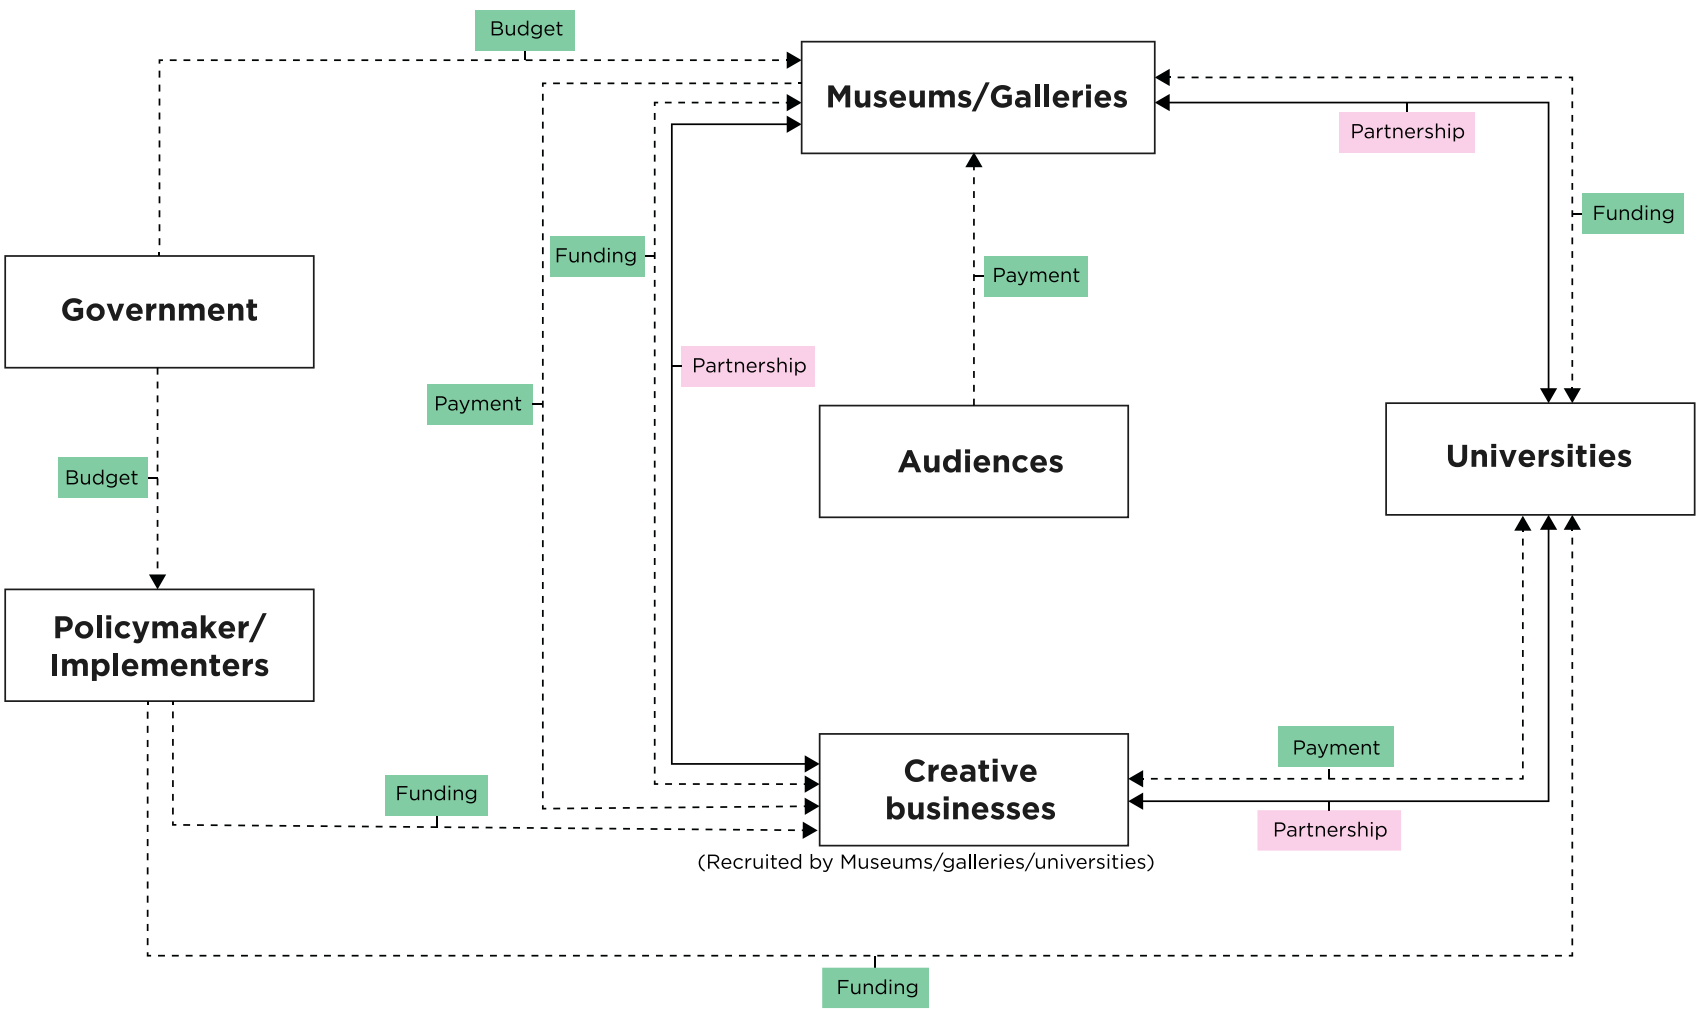 Budget
Museums/Galleries
Partnership
Funding
Funding
Payment
Government
Partnership
Payment
Audiences
Universities
Budget
Policymaker/
Implementers
Payment
Creative
businesses
Funding
Partnership
(Recruited by Museums/galleries/universities)
Funding